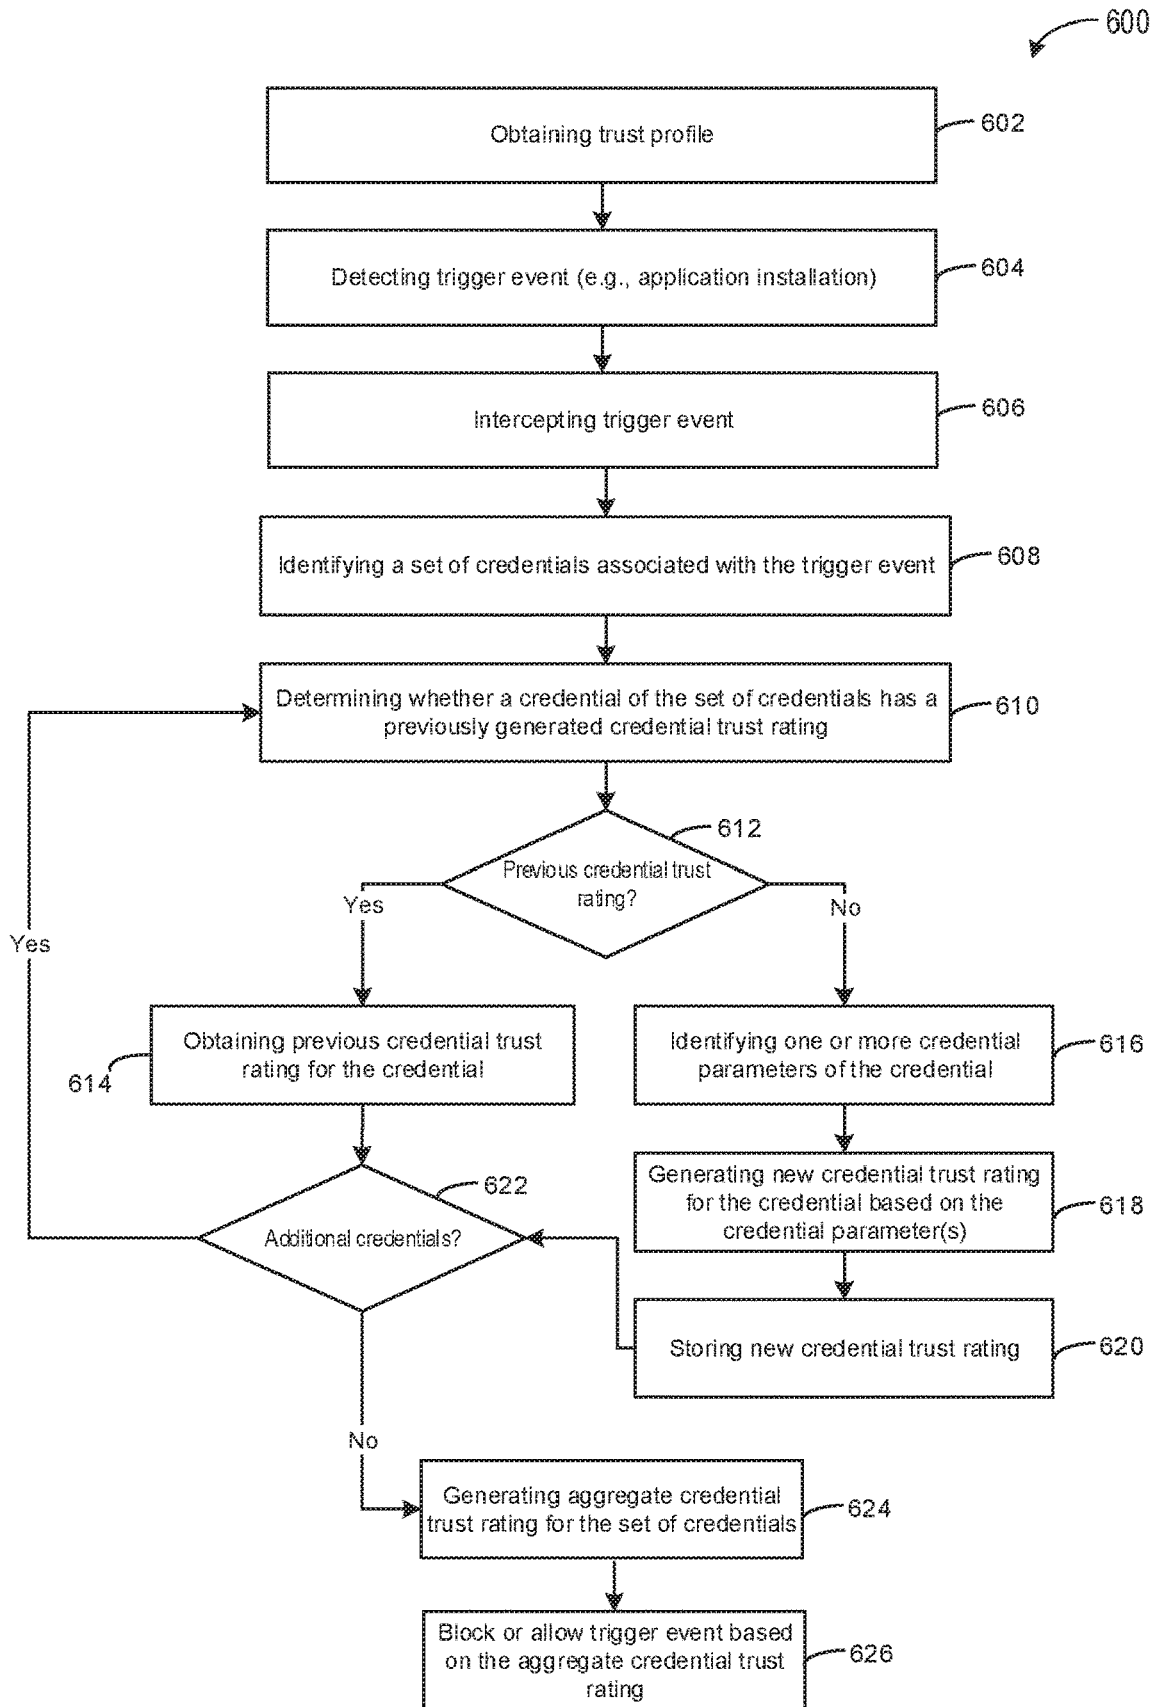 600
Obtaining trust profile
602
Detecting trigger event (e.g., application installation)
604
Intercepting trigger event
606
Identifying a set of credentials associated with the trigger event
608
Determining whether a credential of the set of credentials has a
previously generated credential trust rating
610
612
Previous credential trust
rating?
Yes
No
Yes
Obtaining previous credential trust
rating for the credential
614
Identifying one or more credential
parameters of the credential
616
Generating new credential trust rating
for the credential based on the
credential parameter(s)
618
622
Additional credentials?
Storing new credential trust rating
620
No
Generating aggregate credential
trust rating for the set of credentials
624
Block or allow trigger event based
on the aggregate credential trust
rating
626